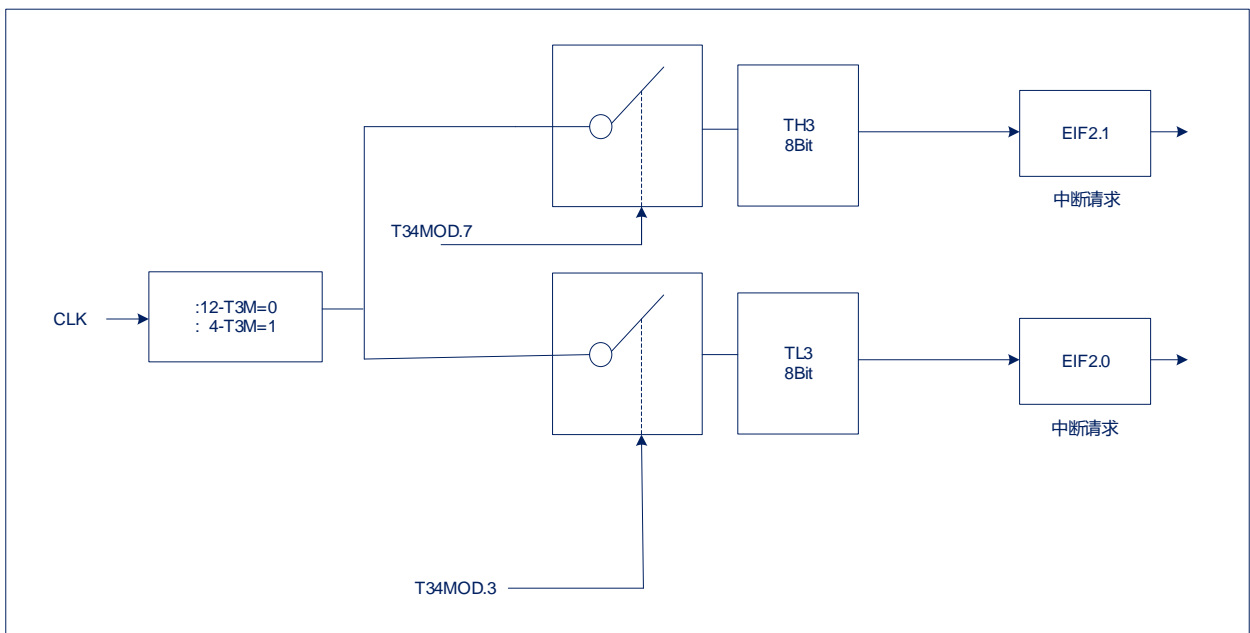 TH3
8Bit
EIF2.1
中断请求
T34MOD.7
CLK
:12-T3M=0
: 4-T3M=1
TL3
8Bit
EIF2.0
中断请求
T34MOD.3